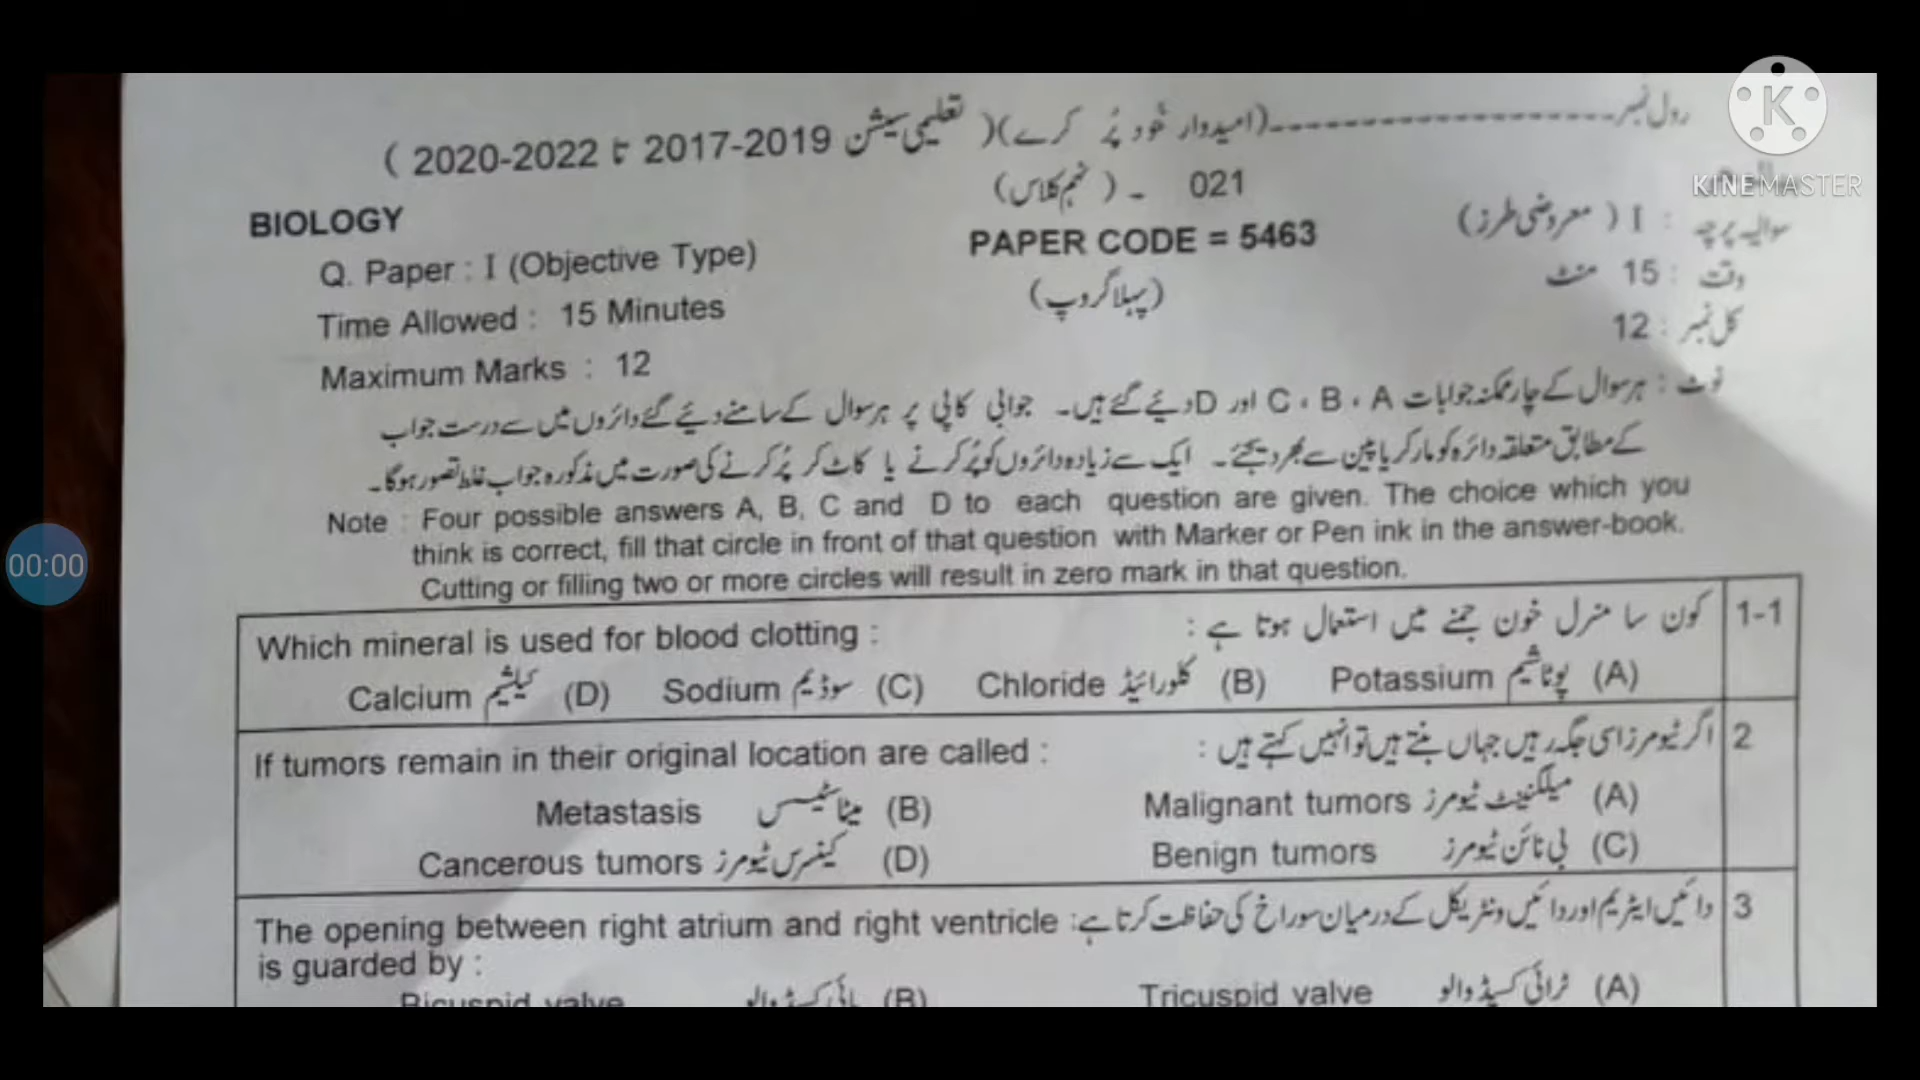 رول نمبر---------------------(امیدوار خود پُر کرے)( تعلیمی سیشن 2019-2017 تا 2022-2020 )
021 - ( نہم کلاس)
BIOLOGY
PAPER CODE = 5463
سوالیہ پرچہ : I ( معروضی طرز)
Q. Paper : I (Objective Type)
(پہلا گروپ)
وقت : 15 منٹ
Time Allowed : 15 Minutes
کل نمبر : 12
Maximum Marks : 12
نوٹ : ہر سوال کے چار ممکنہ جوابات A ، B ، C اور D دیئے گئے ہیں۔ جوابی کاپی پر ہر سوال کے سامنے دیئے گئے دائروں میں سے درست جواب
کے مطابق متعلقہ دائرہ کو مارکر یا پین سے بھر دیجئے۔ ایک سے زیادہ دائروں کو پُر کرنے یا کاٹ کر پُر کرنے کی صورت میں مذکورہ جواب غلط تصور ہوگا۔
Note : Four possible answers A, B, C and D to each question are given. The choice which you
think is correct, fill that circle in front of that question with Marker or Pen ink in the answer-book.
Cutting or filling two or more circles will result in zero mark in that question.
Which mineral is used for blood clotting : کون سا منرل خون جمنے میں استعمال ہوتا ہے : 1-1
Calcium کیلشیم (D) Sodium سوڈیم (C) Chloride کلورائیڈ (B) Potassium پوٹاشیم (A)
If tumors remain in their original location are called : اگر ٹیومرز اسی جگہ رہیں جہاں بنتے ہیں تو انہیں کہتے ہیں : 2
Metastasis میٹاسٹیسس (B) Malignant tumors میلگنینٹ ٹیومرز (A)
Cancerous tumors کینسرس ٹیومرز (D) Benign tumors بی نائن ٹیومرز (C)
The opening between right atrium and right ventricle : دائیں ایٹریم اور دائیں وینٹریکل کے درمیان سوراخ کی حفاظت کرتا ہے: 3
is guarded by :
Bicuspid valve بائی کسپڈ والو (B) Tricuspid valve ٹرائی کسپڈ والو (A)
00:00
KINEMASTER